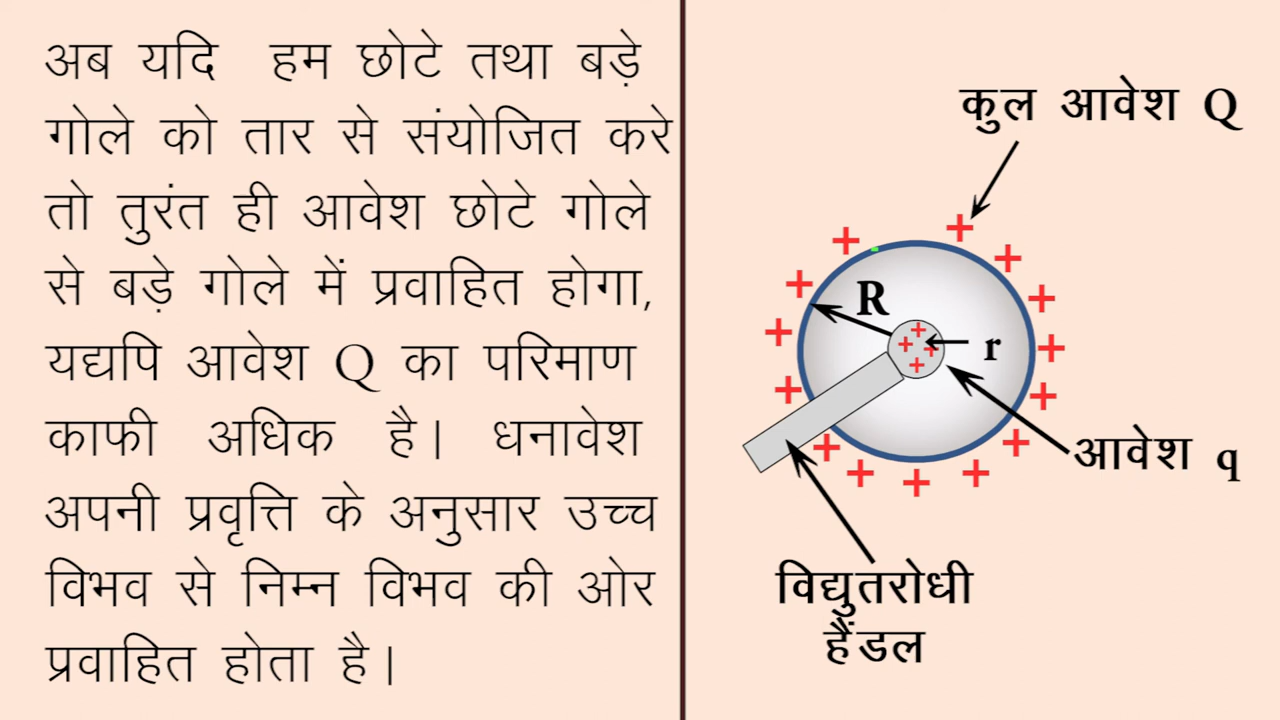 अब यदि हम छोटे तथा बड़े
गोले को तार से संयोजित करे
तो तुरंत ही आवेश छोटे गोले
से बड़े गोले में प्रवाहित होगा,
यद्यपि आवेश Q का परिमाण
काफी अधिक है। धनावेश
अपनी प्रवृत्ति के अनुसार उच्च
विभव से निम्न विभव की ओर
प्रवाहित होता है।
कुल आवेश Q
R
r
आवेश q
विद्युतरोधी
हैंडल